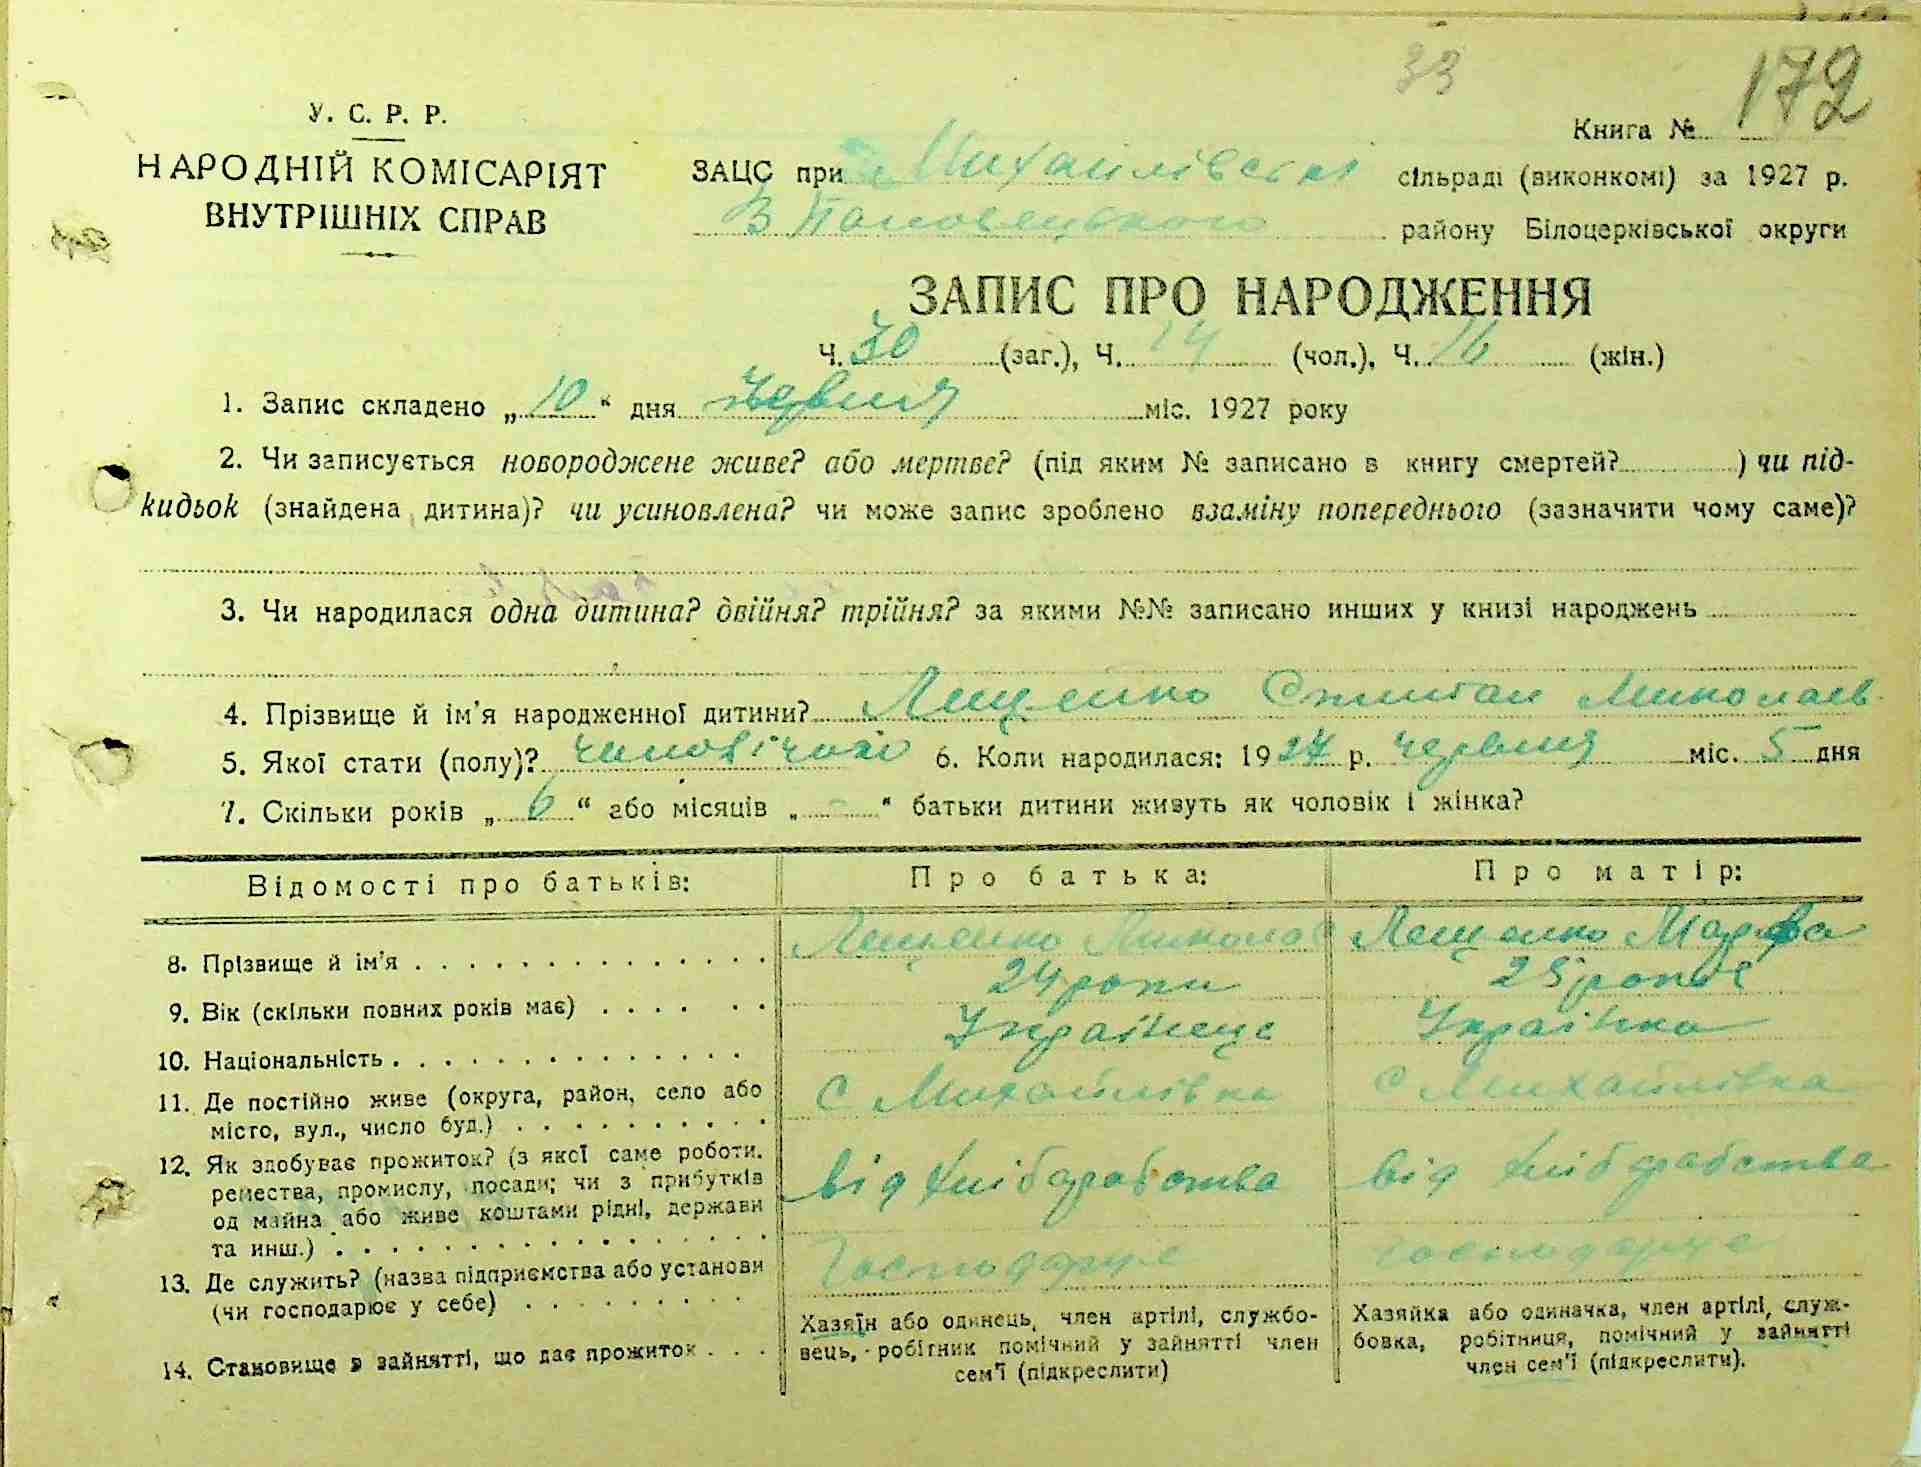 33
172
У. С. Р. Р.
Книга №
НАРОДНІЙ КОМІСАРІЯТ
ВНУТРІШНІХ СПРАВ
ЗАЦС при Михайлівські сільраді (виконкомі) за 1927 р.
району Білоцерківської округи
ЗАПИС ПРО НАРОДЖЕННЯ
Ч. 30 (заг.), Ч. 14 (чол.), Ч. 16 (жін.)
1. Запис складено „ 10 “ дня червня міс. 1927 року
2. Чи записується новороджене живе? або мертве? (під яким № записано в книгу смертей? ) чи під-
кидьок (знайдена дитина)? чи усиновлена? чи може запис зроблено взаміну попереднього (зазначити чому саме)?
3. Чи народилася одна дитина? двійня? трійня? за якими №№ записано инших у книзі народжень
4. Прізвище й ім'я народженної дитини? Лещенко Миколаєв
5. Якої стати (полу)? 6. Коли народилася: 1927 р. червня міс. 5 дня
7. Скільки років „ 6 “ або місяців „ - “ батьки дитини живуть як чоловік і жінка?
Відомості про батьків: Про батька: Про матір:
8. Прізвище й ім'я Лещенко Микола Лещенко Марфа
9. Вік (скільки повних років має) 24 роки 25 років
10. Національність Українець Українка
11. Де постійно живе (округа, район, село або
місто, вул., число буд.) с Михайлівка с Михайлівка
12. Як здобуває прожиток? (з якої саме роботи,
ремества, промислу, посади; чи з прибутків
од майна або живе коштами рідні, держави
та инш.) від хліборобства від хліборобства
13. Де служить? (назва підприємства або установи
(чи господарює у себе) Господарує господарує
14. Становище в зайнятті, що дає прожиток
Хазяїн або одинець, член артілі, службо-
вець, робітник помічний у зайнятті член
сем'ї (підкреслити)
Хазяйка або одиначка, член артілі, служ-
бовка, робітниця, помічний у зайнятті
член сем'ї (підкреслити).